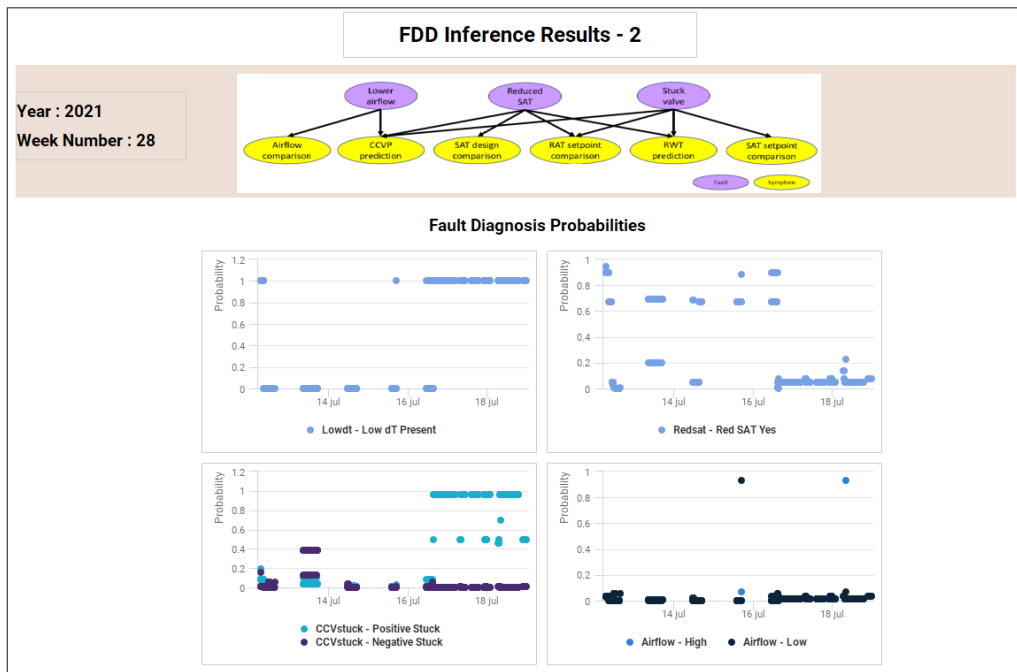 FDD Inference Results - 2
Year : 2021
Week Number : 28
Lower
airflow
Reduced
SAT
Stuck
valve
Airflow
comparison
CCVP
prediction
SAT design
comparison
RAT setpoint
comparison
RWT
prediction
SAT setpoint
comparison
Fault
Symptom
Fault Diagnosis Probabilities
Probability
1.2
1
0.8
0.6
0.4
0.2
0
14 jul
16 jul
18 jul
Lowdt - Low dT Present
Probability
1
0.8
0.6
0.4
0.2
0
14 jul
16 jul
18 jul
Redsat - Red SAT Yes
Probability
1.2
1
0.8
0.6
0.4
0.2
0
14 jul
16 jul
18 jul
CCVstuck - Positive Stuck
CCVstuck - Negative Stuck
Probability
1
0.8
0.6
0.4
0.2
0
14 jul
16 jul
18 jul
Airflow - High
Airflow - Low